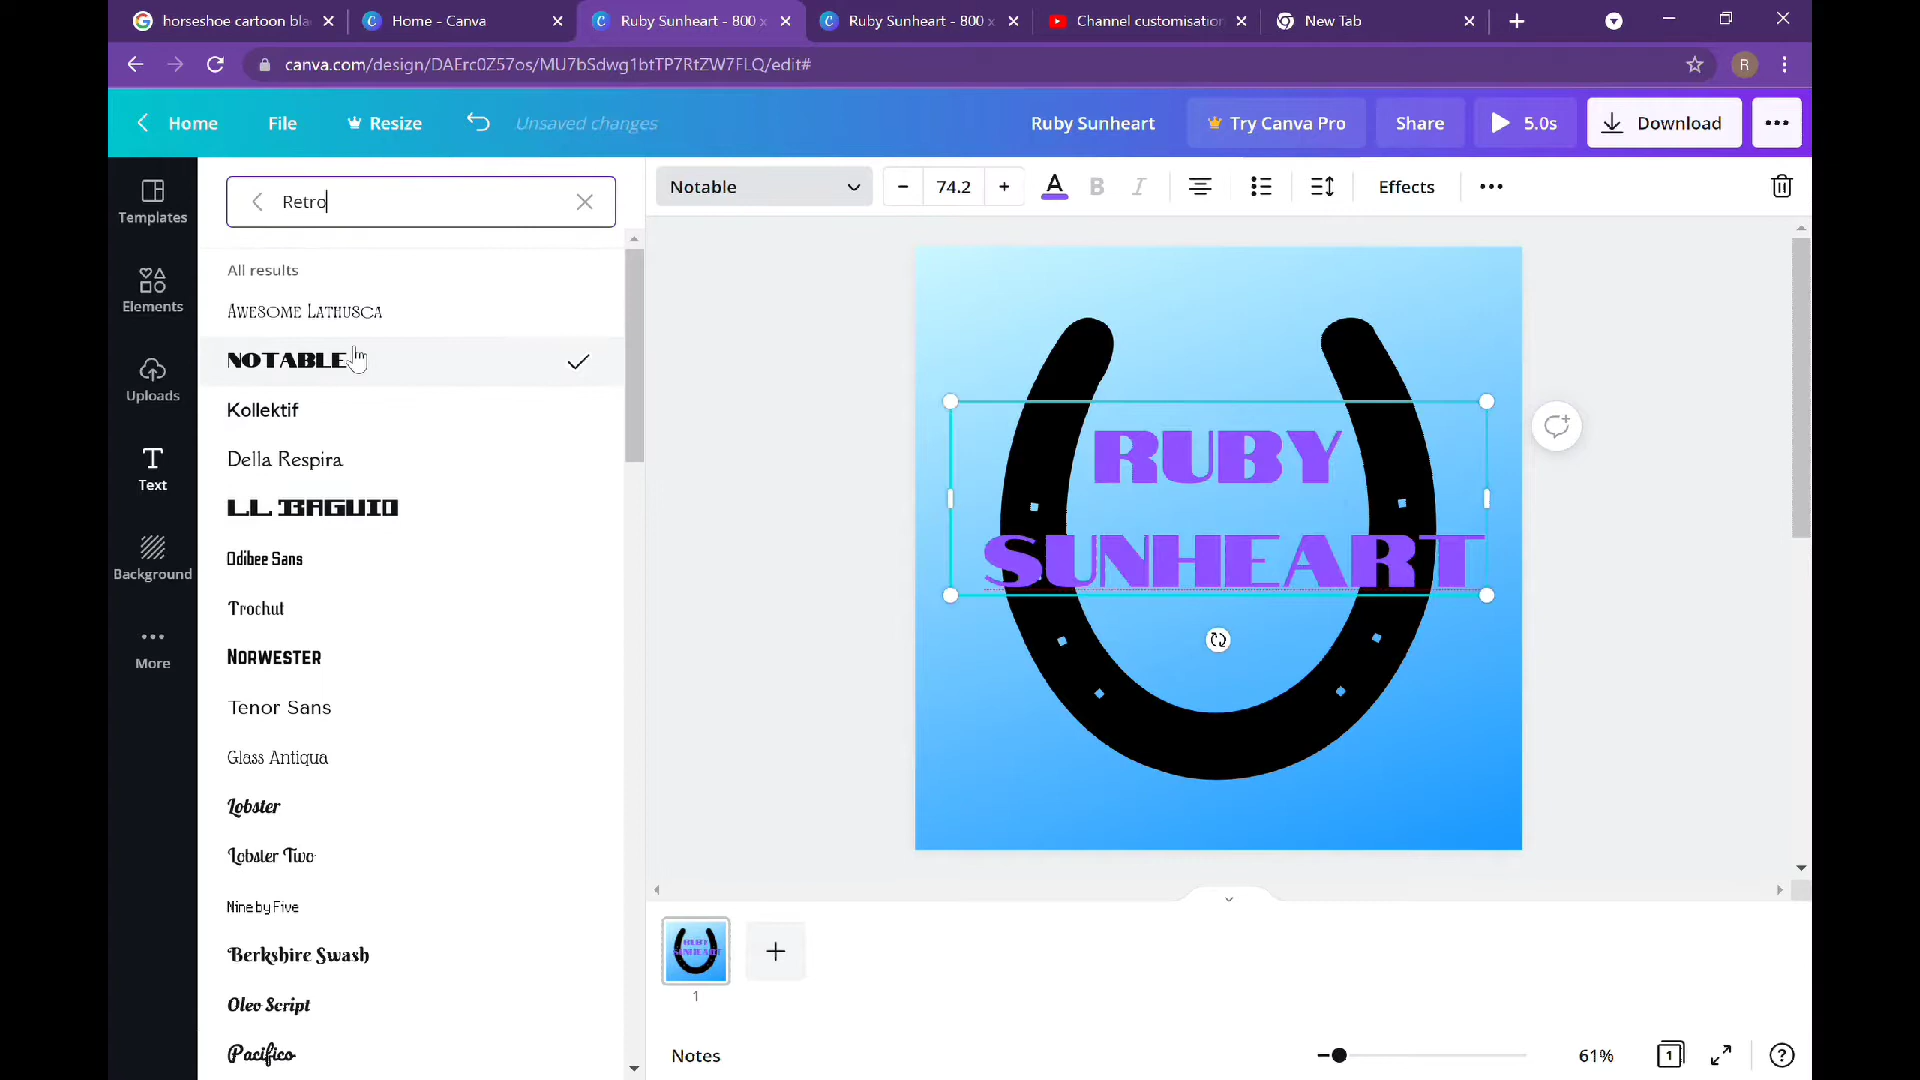 horseshoe cartoon bla
Home - Canva
Ruby Sunheart - 800 x
Ruby Sunheart - 800 x
Channel customisation
New Tab
canva.com/design/DAErc0Z57os/MU7bSdwg1btTP7RtZW7FLQ/edit#
R
Home
File
Resize
Unsaved changes
Ruby Sunheart
Try Canva Pro
Share
5.0s
Download
Templates
Elements
Uploads
Text
Background
More
Retro
All results
Awesome Lathusca
NOTABLE
Kollektif
Della Respira
LL BAGUIO
Odibee Sans
Trochut
Norwester
Tenor Sans
Glass Antiqua
Lobster
Lobster Two
Nine by Five
Berkshire Swash
Oleo Script
Pacifico
Notable
74.2
A
B
I
Effects
RUBY
SUNHEART
1
Notes
61%
1